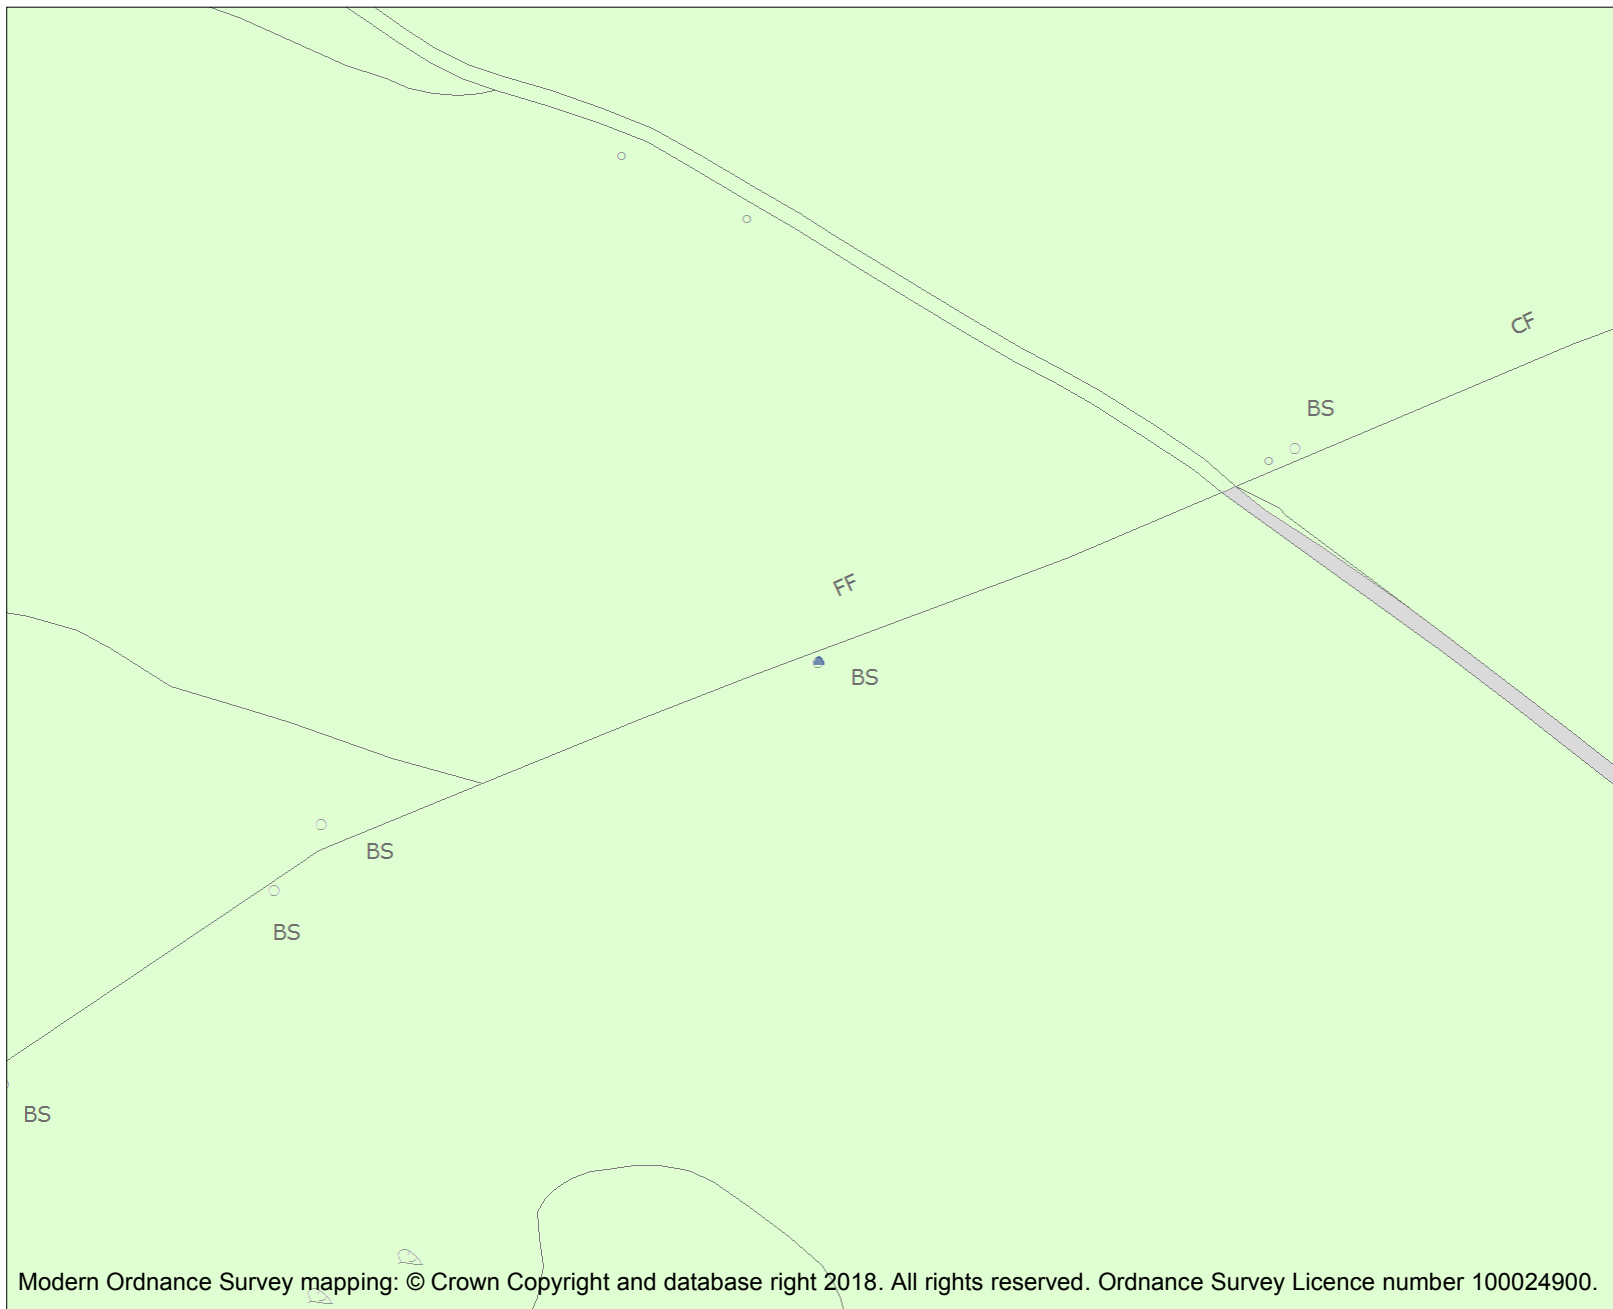 CF
BS
FF
BS
BS
BS
BS
Modern Ordnance Survey mapping: © Crown Copyright and database right 2018. All rights reserved. Ordnance Survey Licence number 100024900.